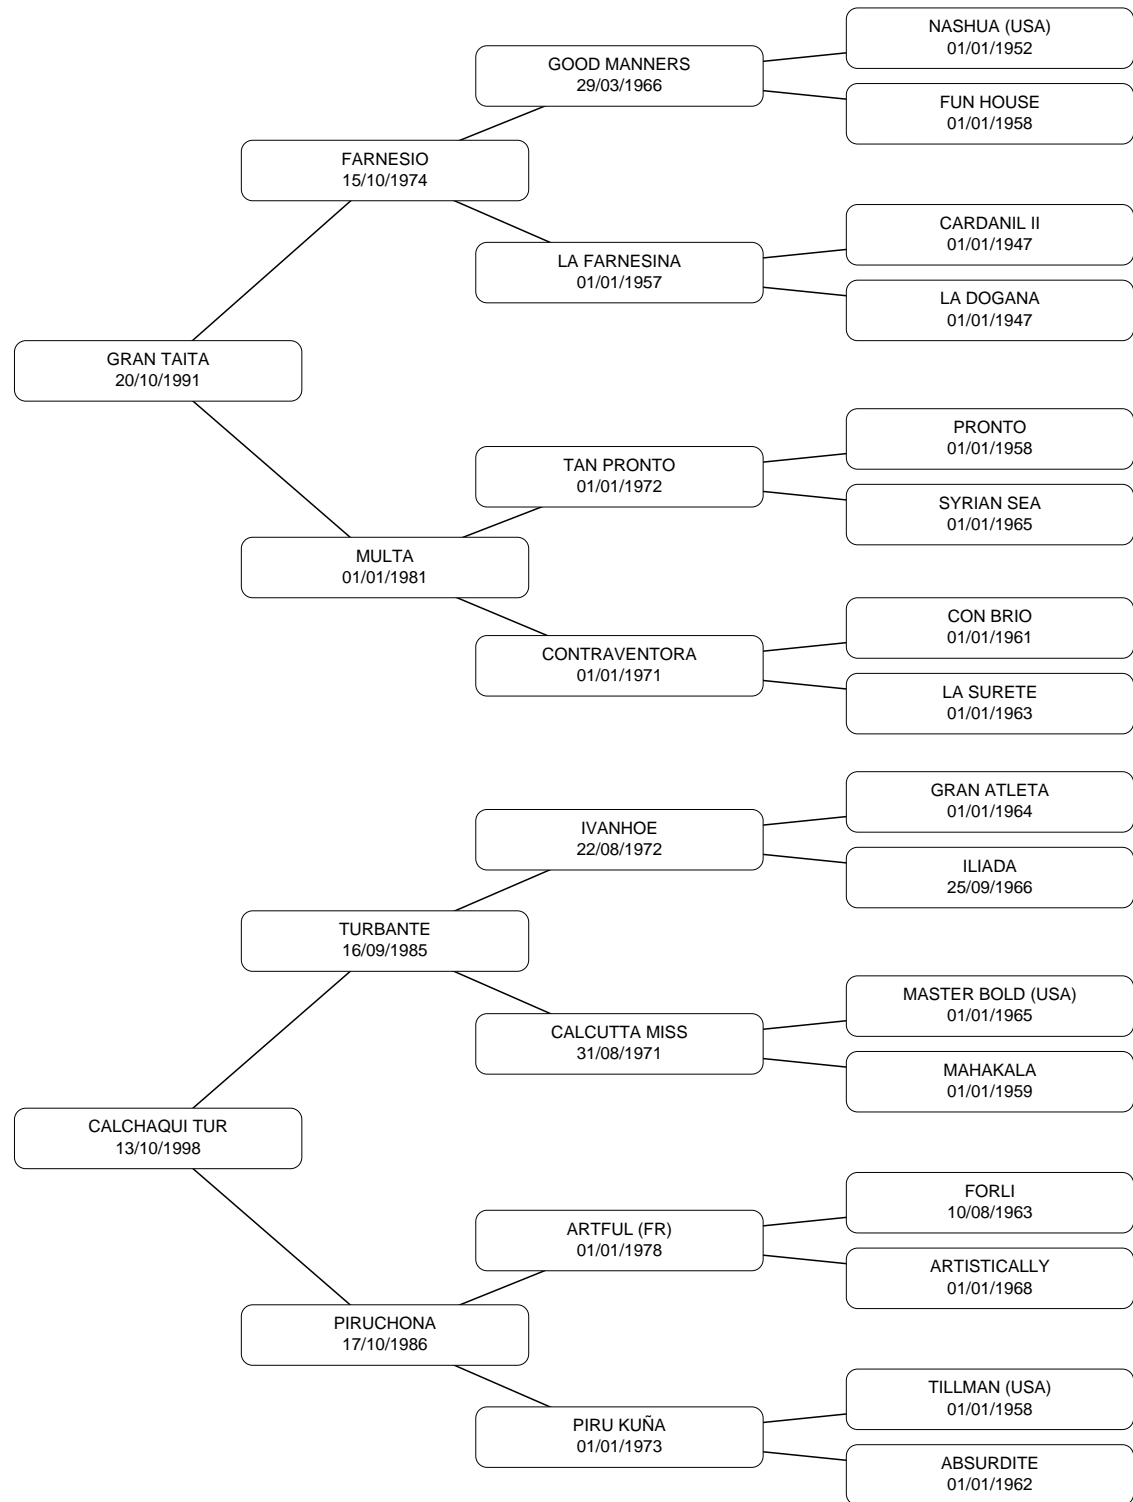 NASHUA (USA)
01/01/1952
GOOD MANNERS
29/03/1966
FUN HOUSE
01/01/1958
FARNESIO
15/10/1974
CARDANIL II
01/01/1947
LA FARNESINA
01/01/1957
LA DOGANA
01/01/1947
GRAN TAITA
20/10/1991
PRONTO
01/01/1958
TAN PRONTO
01/01/1972
SYRIAN SEA
01/01/1965
MULTA
01/01/1981
CON BRIO
01/01/1961
CONTRAVENTORA
01/01/1971
LA SURETE
01/01/1963
GRAN ATLETA
01/01/1964
IVANHOE
22/08/1972
ILIADA
25/09/1966
TURBANTE
16/09/1985
MASTER BOLD (USA)
01/01/1965
CALCUTTA MISS
31/08/1971
MAHAKALA
01/01/1959
CALCHAQUI TUR
13/10/1998
FORLI
10/08/1963
ARTFUL (FR)
01/01/1978
ARTISTICALLY
01/01/1968
PIRUCHONA
17/10/1986
TILLMAN (USA)
01/01/1958
PIRU KUÑA
01/01/1973
ABSURDITE
01/01/1962